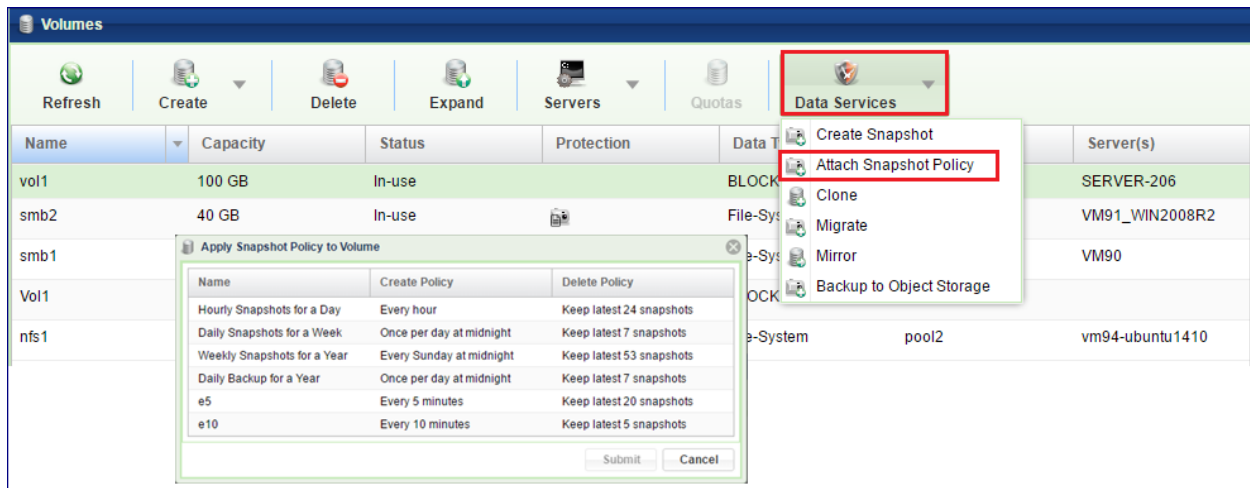 Volumes
Refresh Create Delete Expand Servers Quotas Data Services
Name Capacity Status Protection Data T Server(s)
Create Snapshot
Attach Snapshot Policy
Clone
Migrate
Mirror
Backup to Object Storage
vol1 100 GB In-use BLOCK SERVER-206
smb2 40 GB In-use File-Sys VM91_WIN2008R2
smb1 e-Sys VM90
Vol1 OCK
nfs1 e-System pool2 vm94-ubuntu1410
Apply Snapshot Policy to Volume
Name Create Policy Delete Policy
Hourly Snapshots for a Day Every hour Keep latest 24 snapshots
Daily Snapshots for a Week Once per day at midnight Keep latest 7 snapshots
Weekly Snapshots for a Year Every Sunday at midnight Keep latest 53 snapshots
Daily Backup for a Year Once per day at midnight Keep latest 7 snapshots
e5 Every 5 minutes Keep latest 20 snapshots
e10 Every 10 minutes Keep latest 5 snapshots
Submit Cancel